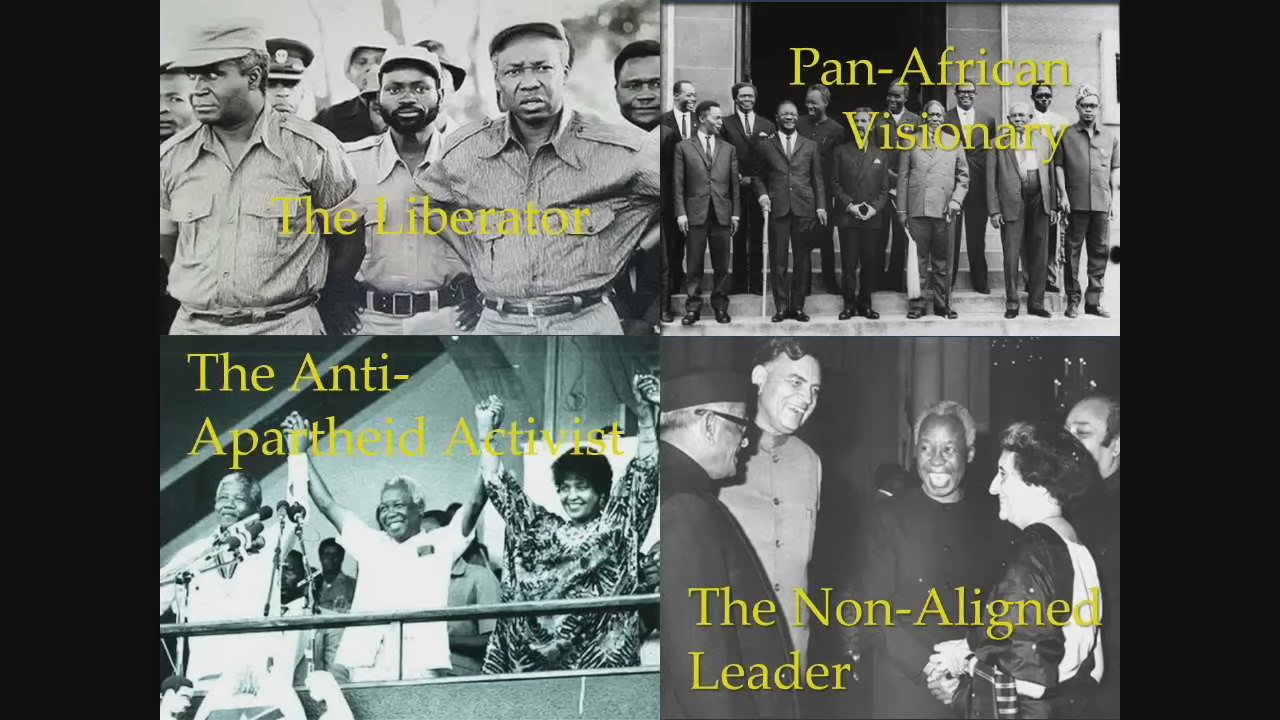 The Liberator
Pan-African
Visionary
The Anti-
Apartheid Activist
The Non-Aligned
Leader